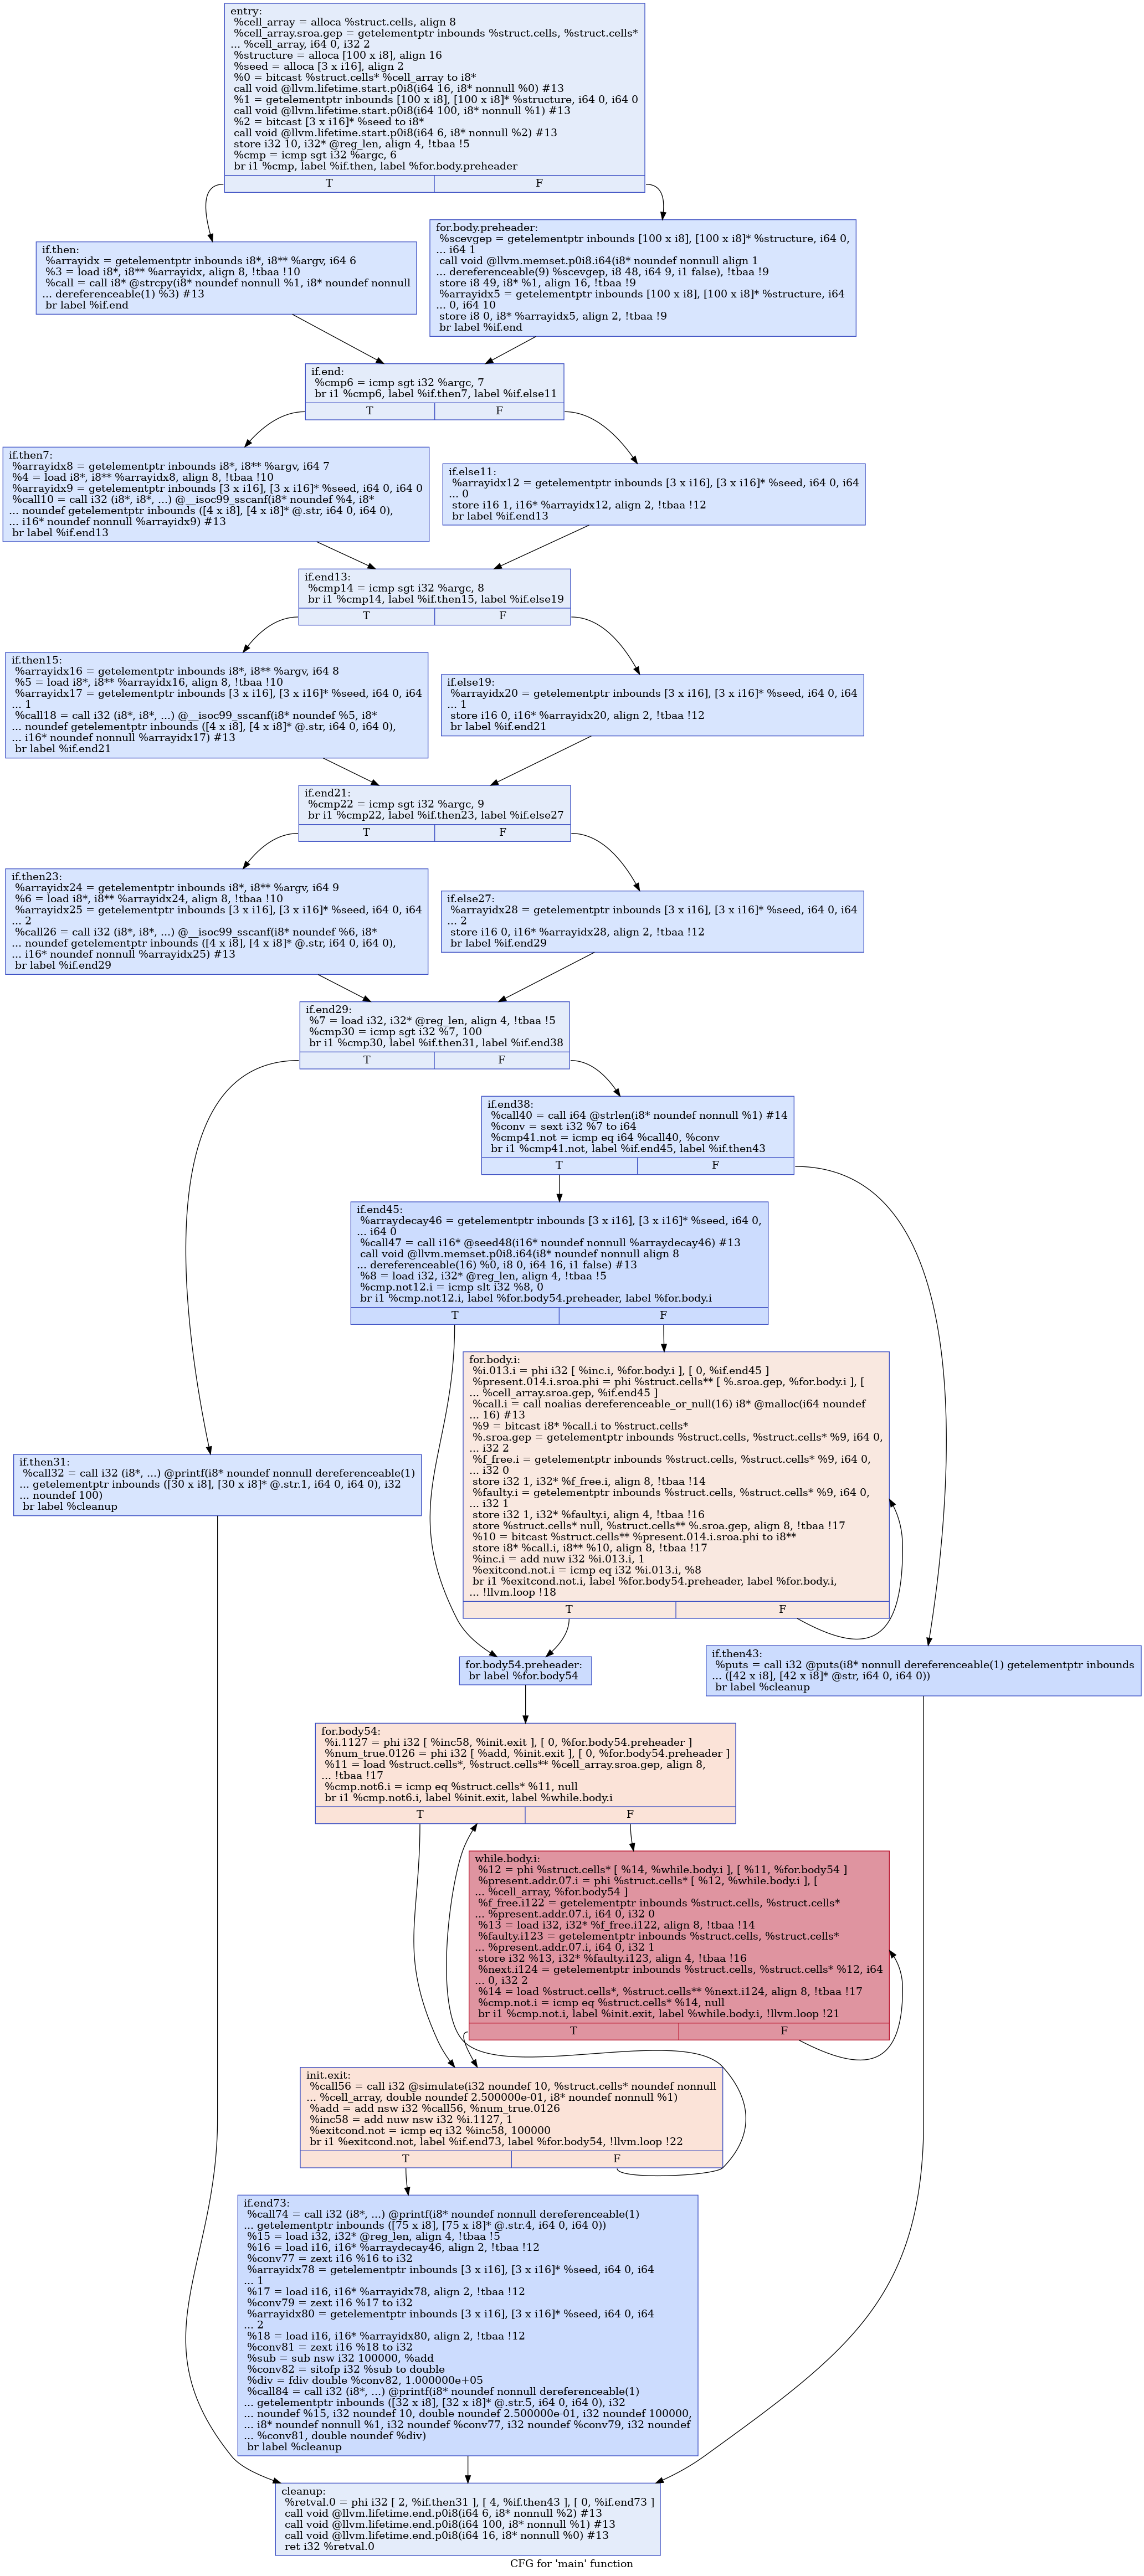 entry:
%cell_array = alloca %struct.cells, align 8
%cell_array.sroa.gep = getelementptr inbounds %struct.cells, %struct.cells*
... %cell_array, i64 0, i32 2
%structure = alloca [100 x i8], align 16
%seed = alloca [3 x i16], align 2
%0 = bitcast %struct.cells* %cell_array to i8*
call void @llvm.lifetime.start.p0i8(i64 16, i8* nonnull %0) #13
%1 = getelementptr inbounds [100 x i8], [100 x i8]* %structure, i64 0, i64 0
call void @llvm.lifetime.start.p0i8(i64 100, i8* nonnull %1) #13
%2 = bitcast [3 x i16]* %seed to i8*
call void @llvm.lifetime.start.p0i8(i64 6, i8* nonnull %2) #13
store i32 10, i32* @reg_len, align 4, !tbaa !5
%cmp = icmp sgt i32 %argc, 6
br i1 %cmp, label %if.then, label %for.body.preheader
T
F
if.then:
%arrayidx = getelementptr inbounds i8*, i8** %argv, i64 6
%3 = load i8*, i8** %arrayidx, align 8, !tbaa !10
%call = call i8* @strcpy(i8* noundef nonnull %1, i8* noundef nonnull
... dereferenceable(1) %3) #13
br label %if.end
for.body.preheader:
%scevgep = getelementptr inbounds [100 x i8], [100 x i8]* %structure, i64 0,
... i64 1
call void @llvm.memset.p0i8.i64(i8* noundef nonnull align 1
... dereferenceable(9) %scevgep, i8 48, i64 9, i1 false), !tbaa !9
store i8 49, i8* %1, align 16, !tbaa !9
%arrayidx5 = getelementptr inbounds [100 x i8], [100 x i8]* %structure, i64
... 0, i64 10
store i8 0, i8* %arrayidx5, align 2, !tbaa !9
br label %if.end
if.end:
%cmp6 = icmp sgt i32 %argc, 7
br i1 %cmp6, label %if.then7, label %if.else11
T
F
if.then7:
%arrayidx8 = getelementptr inbounds i8*, i8** %argv, i64 7
%4 = load i8*, i8** %arrayidx8, align 8, !tbaa !10
%arrayidx9 = getelementptr inbounds [3 x i16], [3 x i16]* %seed, i64 0, i64 0
%call10 = call i32 (i8*, i8*, ...) @__isoc99_sscanf(i8* noundef %4, i8*
... noundef getelementptr inbounds ([4 x i8], [4 x i8]* @.str, i64 0, i64 0),
... i16* noundef nonnull %arrayidx9) #13
br label %if.end13
if.else11:
%arrayidx12 = getelementptr inbounds [3 x i16], [3 x i16]* %seed, i64 0, i64
... 0
store i16 1, i16* %arrayidx12, align 2, !tbaa !12
br label %if.end13
if.end13:
%cmp14 = icmp sgt i32 %argc, 8
br i1 %cmp14, label %if.then15, label %if.else19
T
F
if.then15:
%arrayidx16 = getelementptr inbounds i8*, i8** %argv, i64 8
%5 = load i8*, i8** %arrayidx16, align 8, !tbaa !10
%arrayidx17 = getelementptr inbounds [3 x i16], [3 x i16]* %seed, i64 0, i64
... 1
%call18 = call i32 (i8*, i8*, ...) @__isoc99_sscanf(i8* noundef %5, i8*
... noundef getelementptr inbounds ([4 x i8], [4 x i8]* @.str, i64 0, i64 0),
... i16* noundef nonnull %arrayidx17) #13
br label %if.end21
if.else19:
%arrayidx20 = getelementptr inbounds [3 x i16], [3 x i16]* %seed, i64 0, i64
... 1
store i16 0, i16* %arrayidx20, align 2, !tbaa !12
br label %if.end21
if.end21:
%cmp22 = icmp sgt i32 %argc, 9
br i1 %cmp22, label %if.then23, label %if.else27
T
F
if.then23:
%arrayidx24 = getelementptr inbounds i8*, i8** %argv, i64 9
%6 = load i8*, i8** %arrayidx24, align 8, !tbaa !10
%arrayidx25 = getelementptr inbounds [3 x i16], [3 x i16]* %seed, i64 0, i64
... 2
%call26 = call i32 (i8*, i8*, ...) @__isoc99_sscanf(i8* noundef %6, i8*
... noundef getelementptr inbounds ([4 x i8], [4 x i8]* @.str, i64 0, i64 0),
... i16* noundef nonnull %arrayidx25) #13
br label %if.end29
if.else27:
%arrayidx28 = getelementptr inbounds [3 x i16], [3 x i16]* %seed, i64 0, i64
... 2
store i16 0, i16* %arrayidx28, align 2, !tbaa !12
br label %if.end29
if.end29:
%7 = load i32, i32* @reg_len, align 4, !tbaa !5
%cmp30 = icmp sgt i32 %7, 100
br i1 %cmp30, label %if.then31, label %if.end38
T
F
if.end38:
%call40 = call i64 @strlen(i8* noundef nonnull %1) #14
%conv = sext i32 %7 to i64
%cmp41.not = icmp eq i64 %call40, %conv
br i1 %cmp41.not, label %if.end45, label %if.then43
T
F
if.end45:
%arraydecay46 = getelementptr inbounds [3 x i16], [3 x i16]* %seed, i64 0,
... i64 0
%call47 = call i16* @seed48(i16* noundef nonnull %arraydecay46) #13
call void @llvm.memset.p0i8.i64(i8* noundef nonnull align 8
... dereferenceable(16) %0, i8 0, i64 16, i1 false) #13
%8 = load i32, i32* @reg_len, align 4, !tbaa !5
%cmp.not12.i = icmp slt i32 %8, 0
br i1 %cmp.not12.i, label %for.body54.preheader, label %for.body.i
T
F
for.body.i:
%i.013.i = phi i32 [ %inc.i, %for.body.i ], [ 0, %if.end45 ]
%present.014.i.sroa.phi = phi %struct.cells** [ %.sroa.gep, %for.body.i ], [
... %cell_array.sroa.gep, %if.end45 ]
%call.i = call noalias dereferenceable_or_null(16) i8* @malloc(i64 noundef
... 16) #13
%9 = bitcast i8* %call.i to %struct.cells*
%.sroa.gep = getelementptr inbounds %struct.cells, %struct.cells* %9, i64 0,
... i32 2
%f_free.i = getelementptr inbounds %struct.cells, %struct.cells* %9, i64 0,
... i32 0
store i32 1, i32* %f_free.i, align 8, !tbaa !14
%faulty.i = getelementptr inbounds %struct.cells, %struct.cells* %9, i64 0,
... i32 1
store i32 1, i32* %faulty.i, align 4, !tbaa !16
store %struct.cells* null, %struct.cells** %.sroa.gep, align 8, !tbaa !17
%10 = bitcast %struct.cells** %present.014.i.sroa.phi to i8**
store i8* %call.i, i8** %10, align 8, !tbaa !17
%inc.i = add nuw i32 %i.013.i, 1
%exitcond.not.i = icmp eq i32 %i.013.i, %8
br i1 %exitcond.not.i, label %for.body54.preheader, label %for.body.i,
... !llvm.loop !18
T
F
if.then31:
%call32 = call i32 (i8*, ...) @printf(i8* noundef nonnull dereferenceable(1)
... getelementptr inbounds ([30 x i8], [30 x i8]* @.str.1, i64 0, i64 0), i32
... noundef 100)
br label %cleanup
if.then43:
%puts = call i32 @puts(i8* nonnull dereferenceable(1) getelementptr inbounds
... ([42 x i8], [42 x i8]* @str, i64 0, i64 0))
br label %cleanup
for.body54.preheader:
br label %for.body54
for.body54:
%i.1127 = phi i32 [ %inc58, %init.exit ], [ 0, %for.body54.preheader ]
%num_true.0126 = phi i32 [ %add, %init.exit ], [ 0, %for.body54.preheader ]
%11 = load %struct.cells*, %struct.cells** %cell_array.sroa.gep, align 8,
... !tbaa !17
%cmp.not6.i = icmp eq %struct.cells* %11, null
br i1 %cmp.not6.i, label %init.exit, label %while.body.i
T
F
while.body.i:
%12 = phi %struct.cells* [ %14, %while.body.i ], [ %11, %for.body54 ]
%present.addr.07.i = phi %struct.cells* [ %12, %while.body.i ], [
... %cell_array, %for.body54 ]
%f_free.i122 = getelementptr inbounds %struct.cells, %struct.cells*
... %present.addr.07.i, i64 0, i32 0
%13 = load i32, i32* %f_free.i122, align 8, !tbaa !14
%faulty.i123 = getelementptr inbounds %struct.cells, %struct.cells*
... %present.addr.07.i, i64 0, i32 1
store i32 %13, i32* %faulty.i123, align 4, !tbaa !16
%next.i124 = getelementptr inbounds %struct.cells, %struct.cells* %12, i64
... 0, i32 2
%14 = load %struct.cells*, %struct.cells** %next.i124, align 8, !tbaa !17
%cmp.not.i = icmp eq %struct.cells* %14, null
br i1 %cmp.not.i, label %init.exit, label %while.body.i, !llvm.loop !21
T
F
init.exit:
%call56 = call i32 @simulate(i32 noundef 10, %struct.cells* noundef nonnull
... %cell_array, double noundef 2.500000e-01, i8* noundef nonnull %1)
%add = add nsw i32 %call56, %num_true.0126
%inc58 = add nuw nsw i32 %i.1127, 1
%exitcond.not = icmp eq i32 %inc58, 100000
br i1 %exitcond.not, label %if.end73, label %for.body54, !llvm.loop !22
T
F
if.end73:
%call74 = call i32 (i8*, ...) @printf(i8* noundef nonnull dereferenceable(1)
... getelementptr inbounds ([75 x i8], [75 x i8]* @.str.4, i64 0, i64 0))
%15 = load i32, i32* @reg_len, align 4, !tbaa !5
%16 = load i16, i16* %arraydecay46, align 2, !tbaa !12
%conv77 = zext i16 %16 to i32
%arrayidx78 = getelementptr inbounds [3 x i16], [3 x i16]* %seed, i64 0, i64
... 1
%17 = load i16, i16* %arrayidx78, align 2, !tbaa !12
%conv79 = zext i16 %17 to i32
%arrayidx80 = getelementptr inbounds [3 x i16], [3 x i16]* %seed, i64 0, i64
... 2
%18 = load i16, i16* %arrayidx80, align 2, !tbaa !12
%conv81 = zext i16 %18 to i32
%sub = sub nsw i32 100000, %add
%conv82 = sitofp i32 %sub to double
%div = fdiv double %conv82, 1.000000e+05
%call84 = call i32 (i8*, ...) @printf(i8* noundef nonnull dereferenceable(1)
... getelementptr inbounds ([32 x i8], [32 x i8]* @.str.5, i64 0, i64 0), i32
... noundef %15, i32 noundef 10, double noundef 2.500000e-01, i32 noundef 100000,
... i8* noundef nonnull %1, i32 noundef %conv77, i32 noundef %conv79, i32 noundef
... %conv81, double noundef %div)
br label %cleanup
cleanup:
%retval.0 = phi i32 [ 2, %if.then31 ], [ 4, %if.then43 ], [ 0, %if.end73 ]
call void @llvm.lifetime.end.p0i8(i64 6, i8* nonnull %2) #13
call void @llvm.lifetime.end.p0i8(i64 100, i8* nonnull %1) #13
call void @llvm.lifetime.end.p0i8(i64 16, i8* nonnull %0) #13
ret i32 %retval.0
CFG for 'main' function